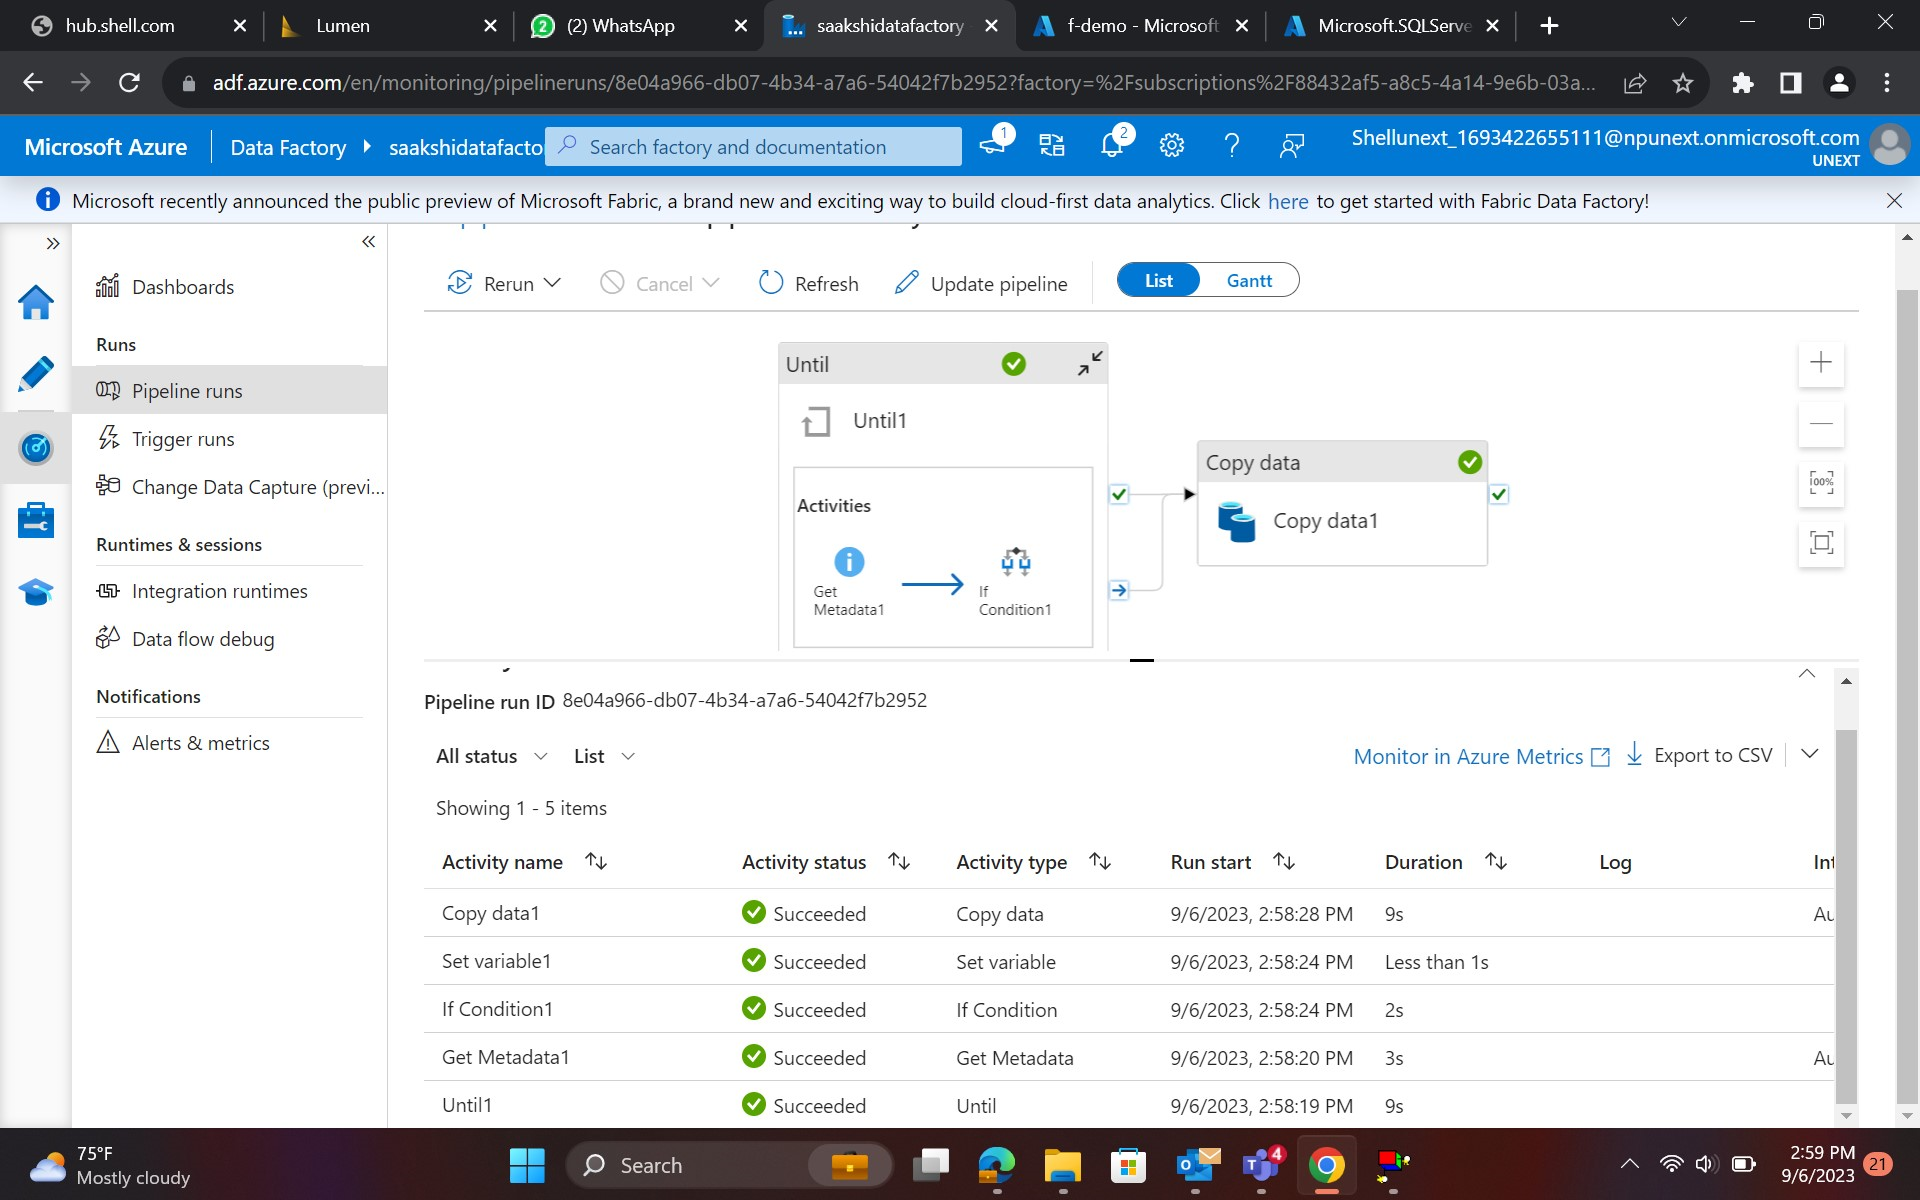 hub.shell.com
Lumen
2
(2) WhatsApp
saakshidatafactory
f-demo - Microsoft
Microsoft.SQLServe
adf.azure.com/en/monitoring/pipelineruns/8e04a966-db07-4b34-a7a6-54042f7b2952?factory=%2Fsubscriptions%2F88432af5-a8c5-4a14-9e6b-03a...
Microsoft Azure
Data Factory
saakshidatafacto
Search factory and documentation
1
2
Shellunext_1693422655111@npunext.onmicrosoft.com
UNEXT
Microsoft recently announced the public preview of Microsoft Fabric, a brand new and exciting way to build cloud-first data analytics. Click here to get started with Fabric Data Factory!
Dashboards
Runs
Pipeline runs
Trigger runs
Change Data Capture (previ...
Runtimes & sessions
Integration runtimes
Data flow debug
Notifications
Alerts & metrics
Rerun
Cancel
Refresh
Update pipeline
List
Gantt
Until
Until1
Activities
Get
Metadata1
If
Condition1
Copy data
Copy data1
100%
Pipeline run ID 8e04a966-db07-4b34-a7a6-54042f7b2952
All status
List
Monitor in Azure Metrics
Export to CSV
Showing 1 - 5 items
Activity name Activity status Activity type Run start Duration Log Int
Copy data1 Succeeded Copy data 9/6/2023, 2:58:28 PM 9s Au
Set variable1 Succeeded Set variable 9/6/2023, 2:58:24 PM Less than 1s
If Condition1 Succeeded If Condition 9/6/2023, 2:58:24 PM 2s
Get Metadata1 Succeeded Get Metadata 9/6/2023, 2:58:20 PM 3s Au
Until1 Succeeded Until 9/6/2023, 2:58:19 PM 9s
75°F
Mostly cloudy
Search
4
2:59 PM
9/6/2023
21